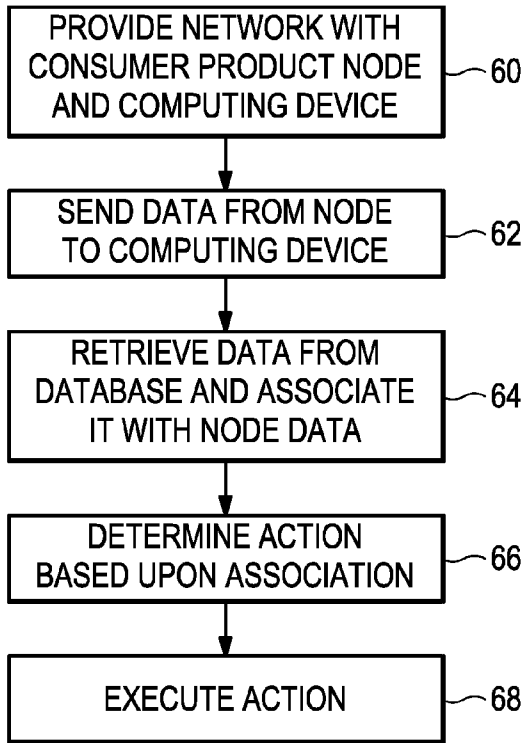 PROVIDE NETWORK WITH
CONSUMER PRODUCT NODE
AND COMPUTING DEVICE
60
SEND DATA FROM NODE
TO COMPUTING DEVICE
62
RETRIEVE DATA FROM
DATABASE AND ASSOCIATE
IT WITH NODE DATA
64
DETERMINE ACTION
BASED UPON ASSOCIATION
66
EXECUTE ACTION
68